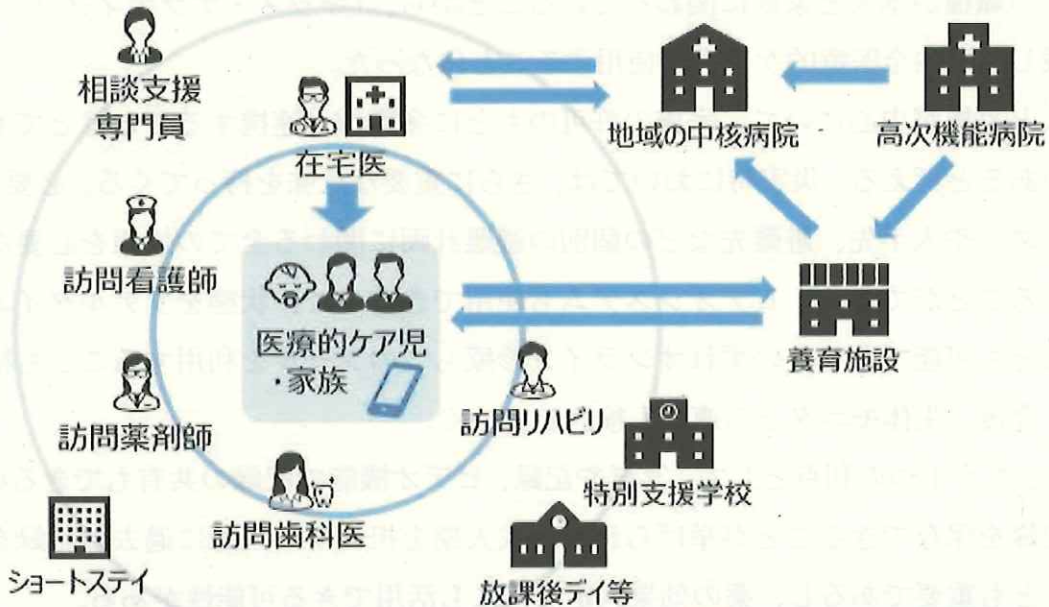 相談支援
専門員
在宅医
地域の中核病院
高次機能病院
訪問看護師
医療的ケア児
・家族
養育施設
訪問薬剤師
訪問リハビリ
特別支援学校
訪問歯科医
ショートステイ
放課後デイ等